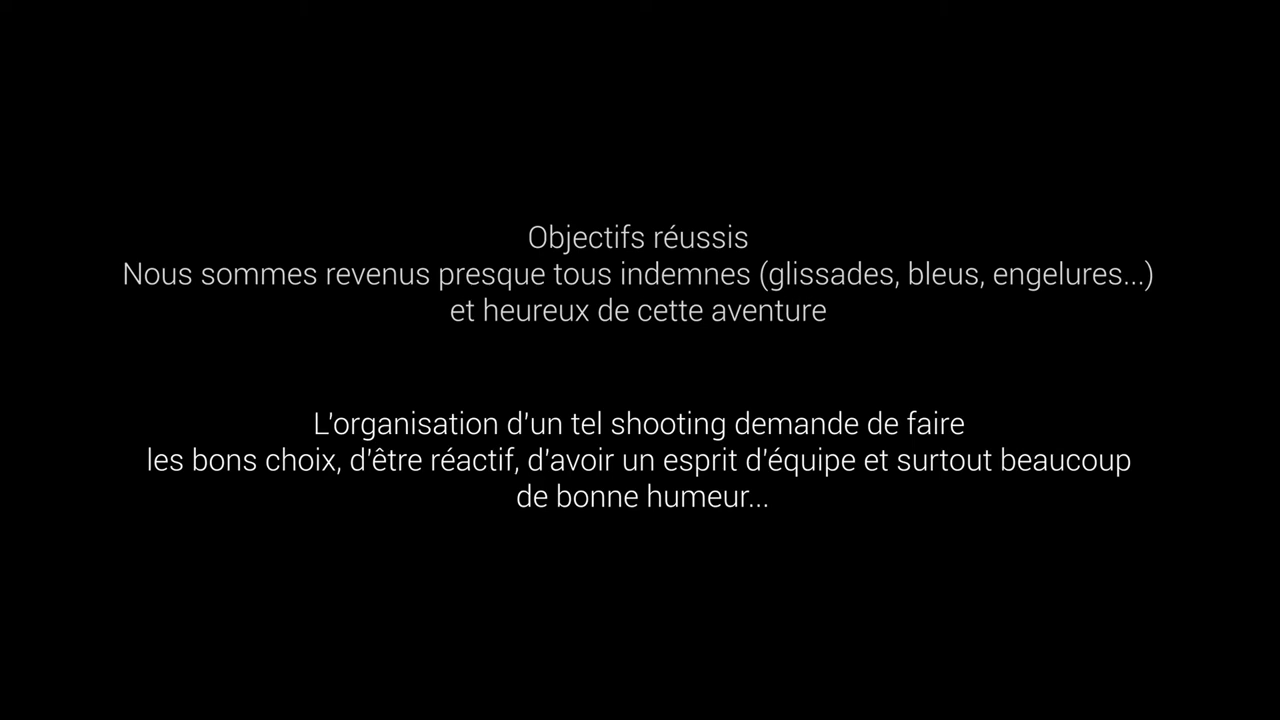 Objectifs réussis
Nous sommes revenus presque tous indemnes (glissades, bleus, engelures...)
et heureux de cette aventure
L'organisation d'un tel shooting demande de faire
les bons choix, d'être réactif, d'avoir un esprit d'équipe et surtout beaucoup
de bonne humeur...